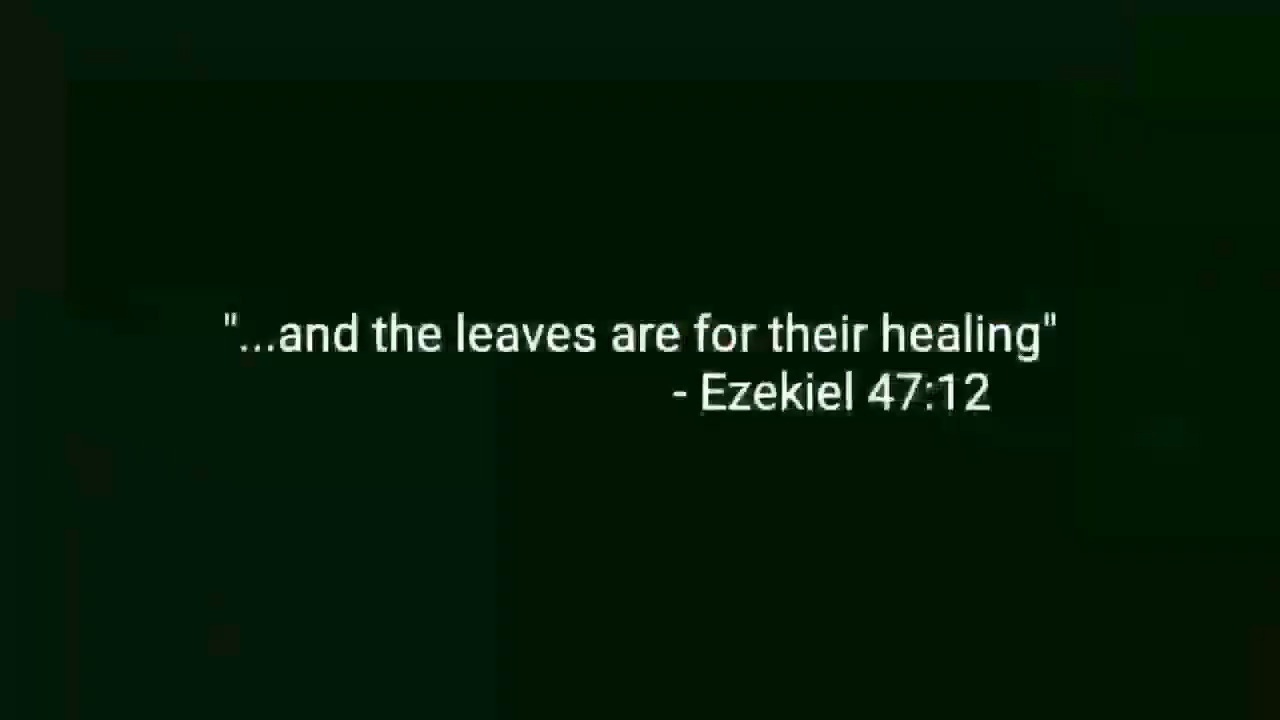 "...and the leaves are for their healing"
- Ezekiel 47:12